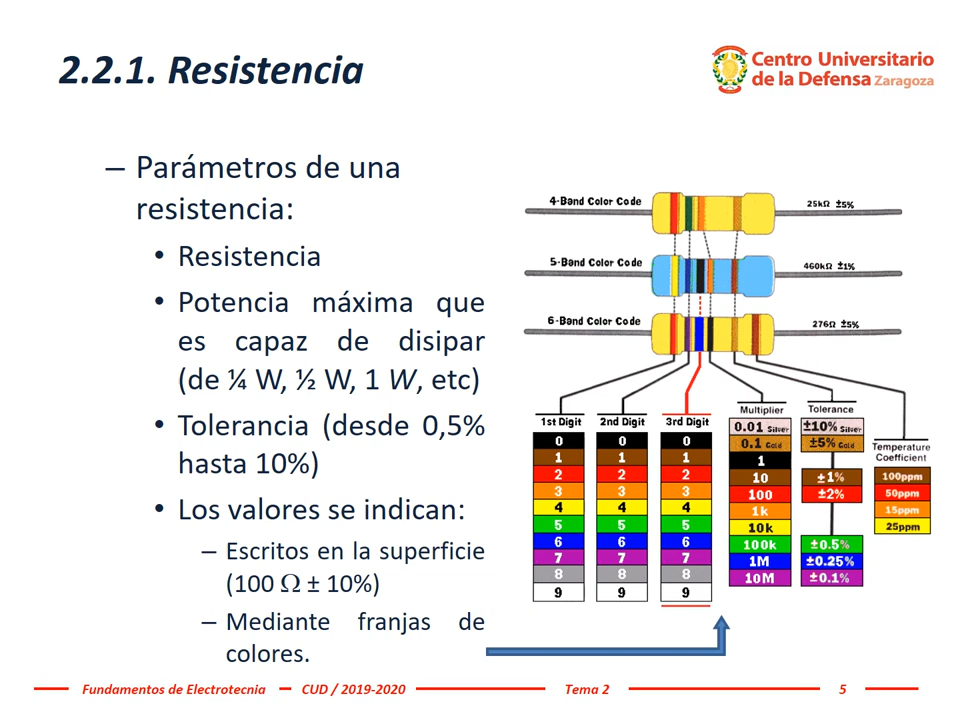 2.2.1. Resistencia
Centro Universitario
de la Defensa Zaragoza
– Parámetros de una
resistencia:
• Resistencia
• Potencia máxima que
es capaz de disipar
(de ¼ W, ½ W, 1 W, etc)
• Tolerancia (desde 0,5%
hasta 10%)
• Los valores se indican:
– Escritos en la superficie
(100 Ω ± 10%)
– Mediante franjas de
colores.
4-Band Color Code
25kΩ ±5%
5-Band Color Code
460kΩ ±1%
6-Band Color Code
276Ω ±5%
1st Digit
0
1
2
3
4
5
6
7
8
9
2nd Digit
0
1
2
3
4
5
6
7
8
9
3rd Digit
0
1
2
3
4
5
6
7
8
9
Multiplier
0.01 Silver
0.1 Gold
1
10
100
1k
10k
100k
1M
10M
Tolerance
±10% Silver
±5% Gold
±1%
±2%
±0.5%
±0.25%
±0.1%
Temperature
Coefficient
100ppm
50ppm
15ppm
25ppm
Fundamentos de Electrotecnia
CUD / 2019-2020
Tema 2
5